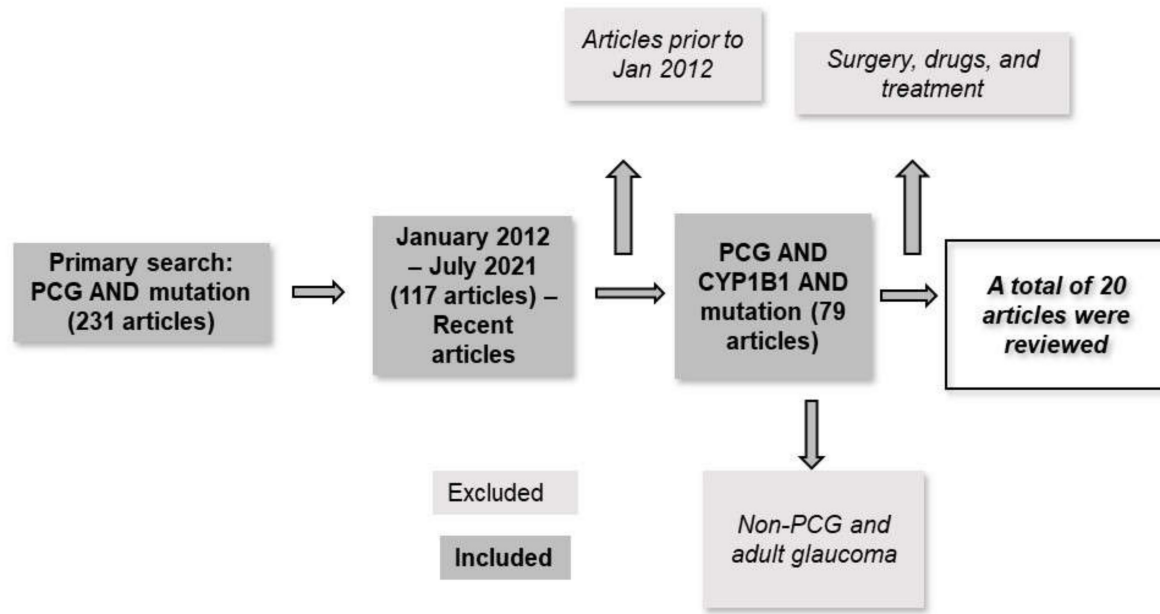 Articles prior to
Jan 2012
Surgery, drugs, and
treatment
Primary search:
PCG AND mutation
(231 articles)
January 2012
– July 2021
(117 articles) –
Recent
articles
PCG AND
CYP1B1 AND
mutation (79
articles)
A total of 20
articles were
reviewed
Excluded
Included
Non-PCG and
adult glaucoma